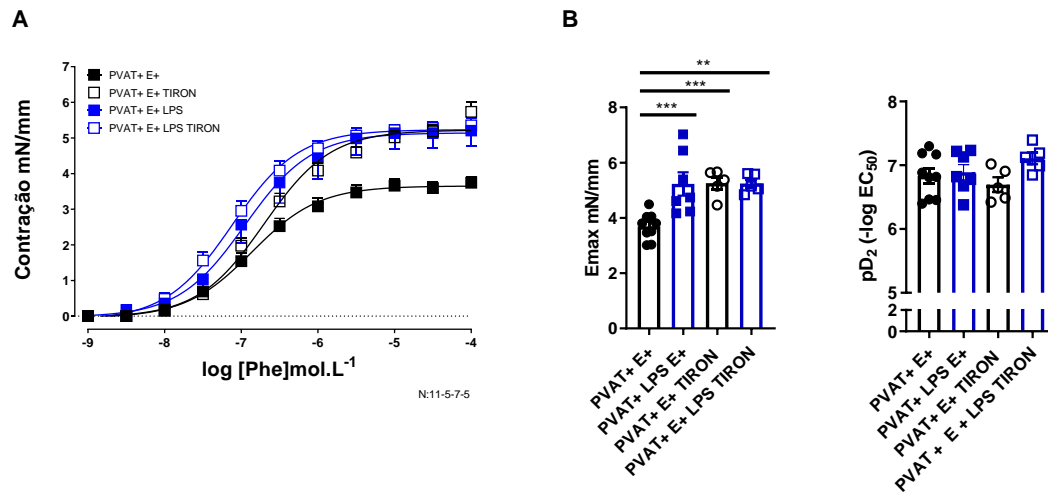 A
Contração mN/mm
7
6
5
4
3
2
1
0
PVAT+ E+
PVAT+ E+ TIRON
PVAT+ E+ LPS
PVAT+ E+ LPS TIRON
-9 -8 -7 -6 -5 -4
log [Phe]mol.L⁻¹
N:11-5-7-5
B
**
***
***
Emax mN/mm
8
6
4
2
0
PVAT+ E+
PVAT+ LPS E+
PVAT+ E+ TIRON
PVAT+ E+ LPS TIRON
pD₂ (-log EC₅₀)
8
7
6
5
2
0
PVAT+ E+
PVAT+ LPS E+
PVAT+ E+ TIRON
PVAT + E + LPS TIRON